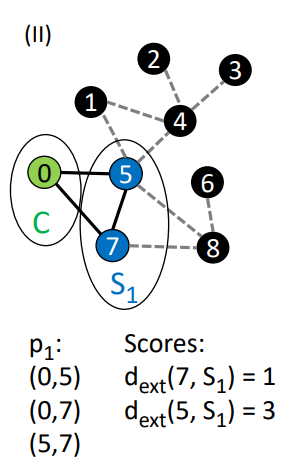 (II)
2
3
1
4
0
5
6
C
7
8
S1
p1: Scores:
(0,5) dext(7, S1) = 1
(0,7) dext(5, S1) = 3
(5,7)